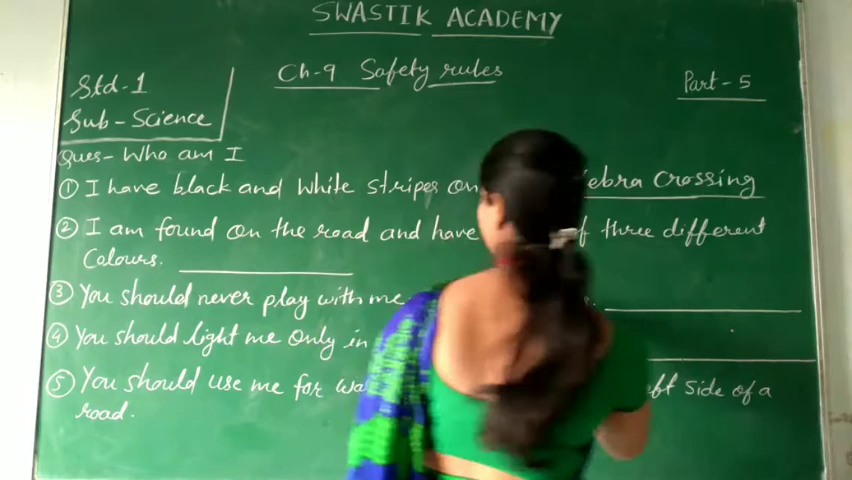 SWASTIK ACADEMY
Std-1
Sub-Science
Ch-9 Safety rules
Part-5
Ques- Who am I
① I have black and white stripes on ebra Crossing
② I am found on the road and have f three different
Colours.
③ You should never play with me
④ You should light me only in
⑤ You should use me for wa eft side of a
road.